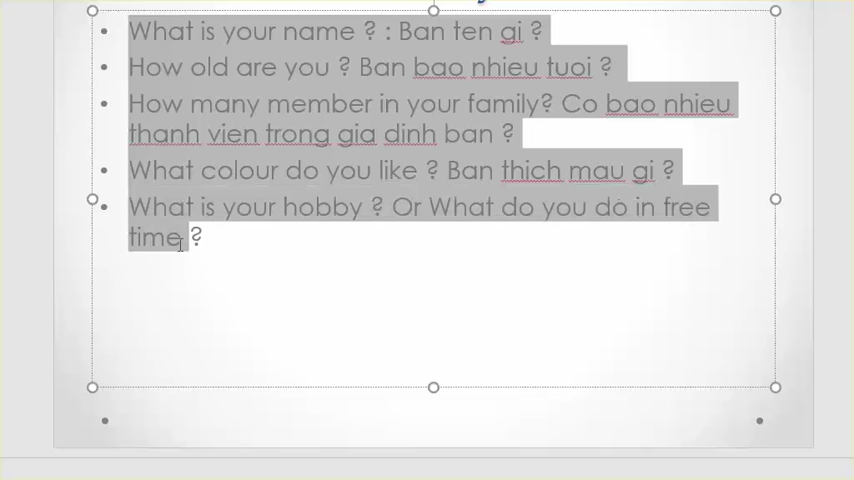 • What is your name ? : Ban ten gi ?
• How old are you ? Ban bao nhieu tuoi ?
• How many member in your family? Co bao nhieu
thanh vien trong gia dinh ban ?
• What colour do you like ? Ban thich mau gi ?
• What is your hobby ? Or What do you do in free
time ?